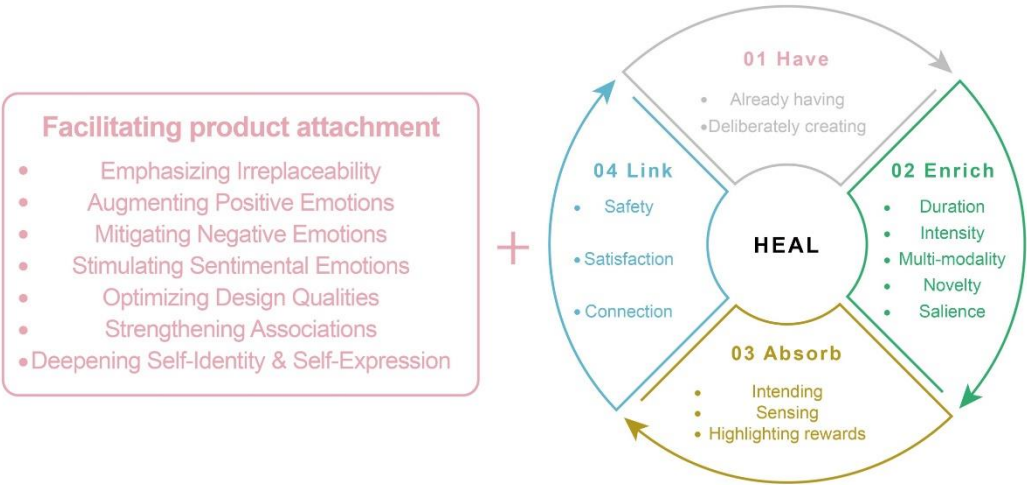 Facilitating product attachment
• Emphasizing Irreplaceability
• Augmenting Positive Emotions
• Mitigating Negative Emotions
• Stimulating Sentimental Emotions
• Optimizing Design Qualities
• Strengthening Associations
• Deepening Self-Identity & Self-Expression
+
01 Have
• Already having
• Deliberately creating
02 Enrich
• Duration
• Intensity
• Multi-modality
• Novelty
• Salience
03 Absorb
• Intending
• Sensing
• Highlighting rewards
04 Link
• Safety
• Satisfaction
• Connection
HEAL